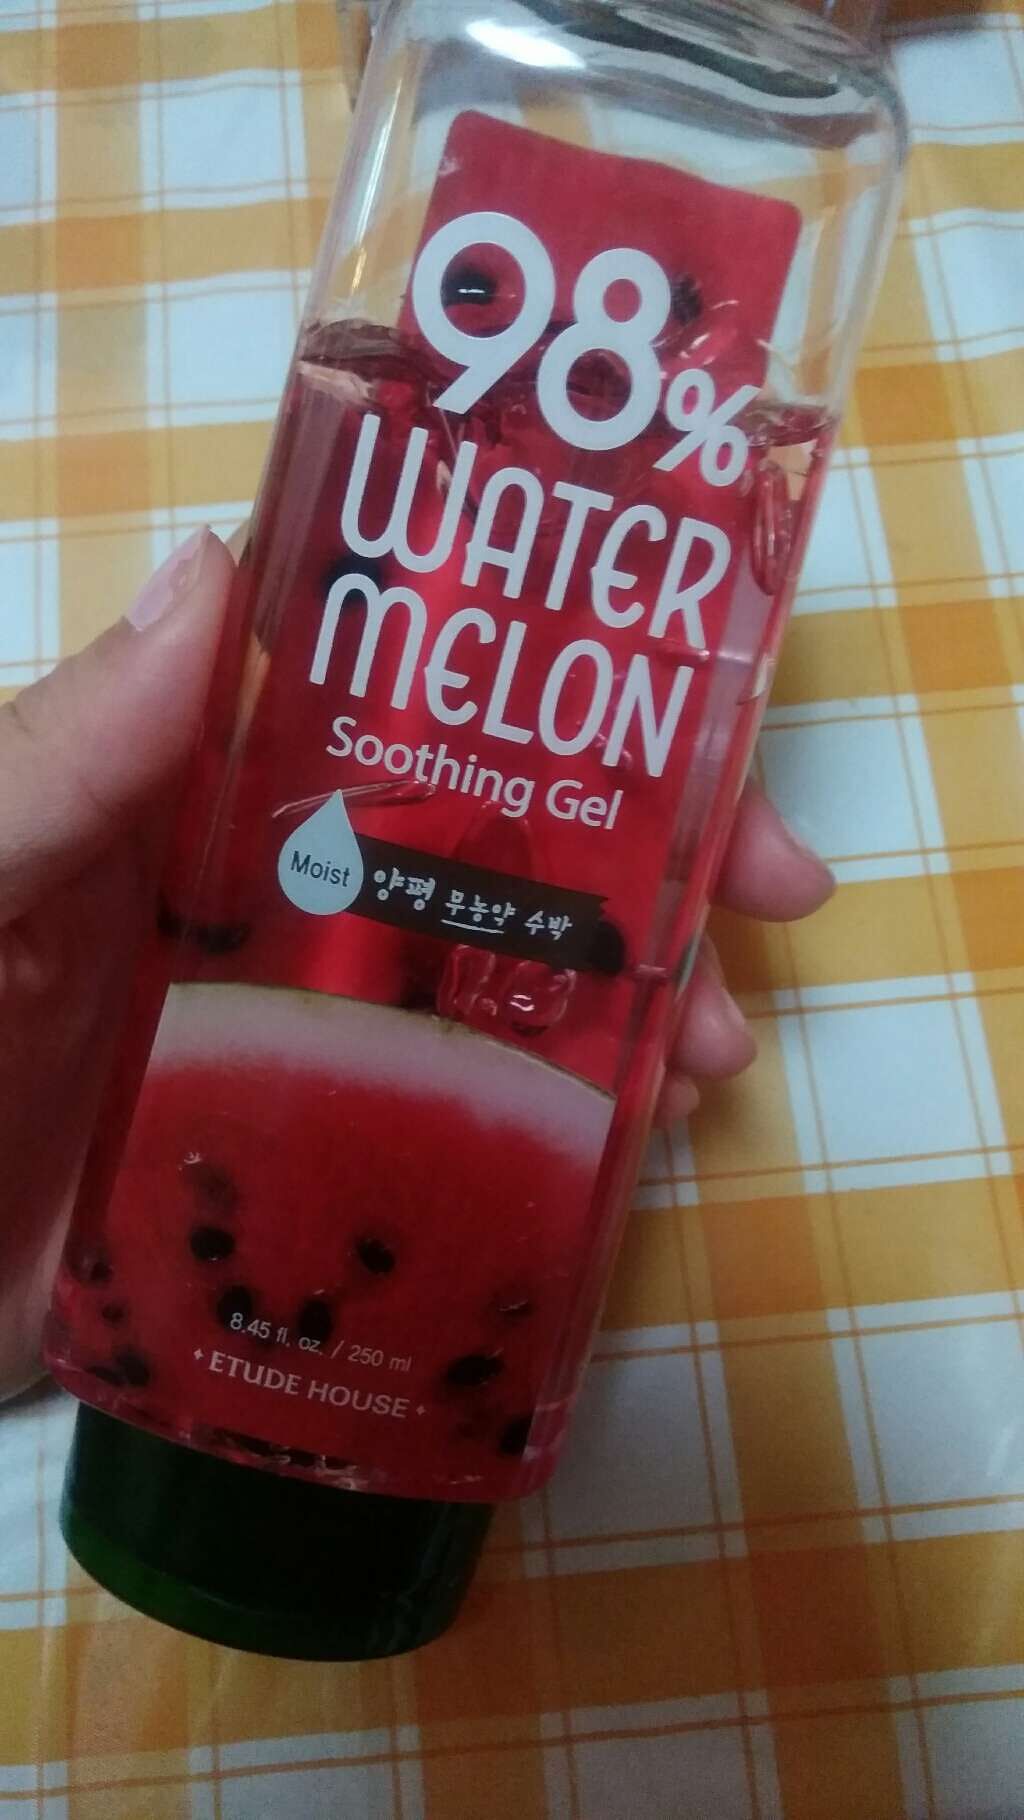 98%
WATER
MELON
Soothing Gel
Moist 양평 무농약 수박
8.45 fl. oz. / 250 ml
ETUDE HOUSE